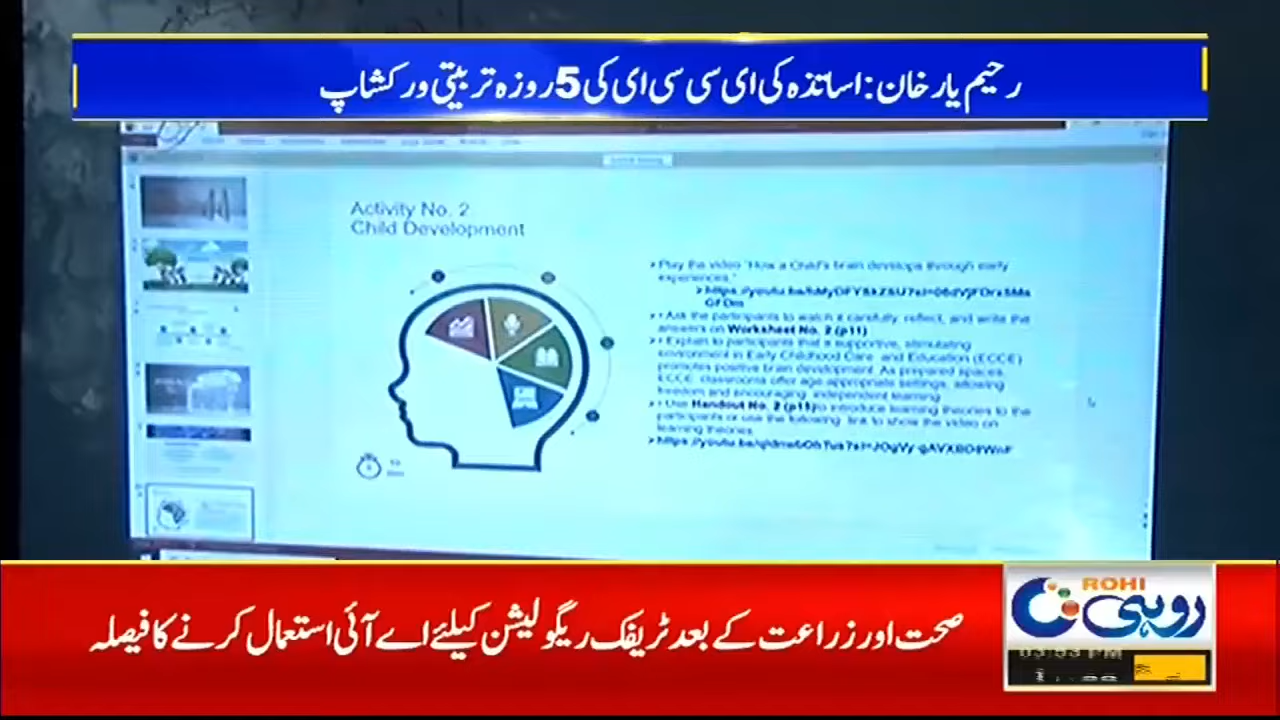 رحیم یار خان: اساتذہ کی ای سی سی ای کی 5 روزہ تربیتی ورکشاپ
Activity No. 2
Child Development
Play the video "How a Child's brain develops through early
experiences."
• Ask the participants to watch it carefully, reflect, and write the
answers on Worksheet No. 2 (p11)
• Explain to participants that a supportive, stimulating
environment in Early Childhood Care and Education (ECCE)
promotes positive brain development. As prepared spaces,
ECCE classrooms offer age appropriate settings, allowing
freedom and encouraging independent learning
• Use Handout No. 2 (p15) to introduce learning theories to the
participants or use the following link to show the video on
learning theories
صحت اور زراعت کے بعد ٹریفک ریگولیشن کیلئے اے آئی استعمال کرنے کا فیصلہ
ROHI
روہی
03:53 PM